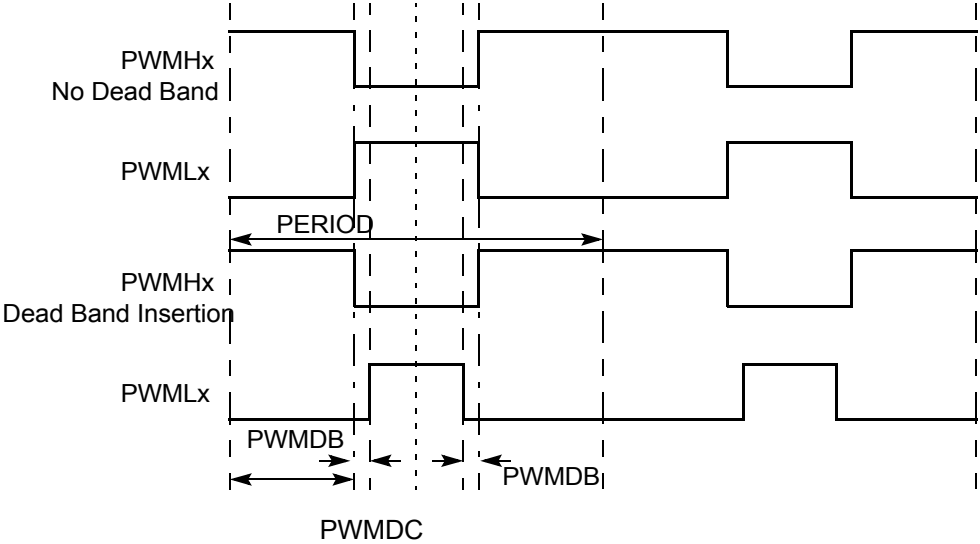 PWMHx
No Dead Band
PWMLx
PERIOD
PWMHx
Dead Band Insertion
PWMLx
PWMDB
PWMDB
PWMDC